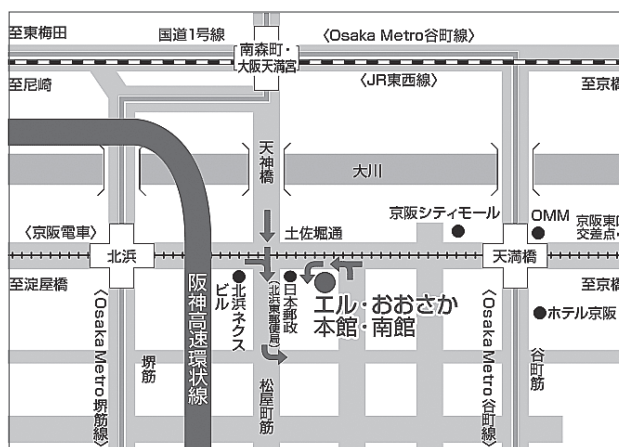 至東梅田
国道1号線
南森町・
大阪天満宮
〈Osaka Metro谷町線〉
至尼崎
〈JR東西線〉
至京橋
天神橋
大川
〈京阪電車〉
北浜
土佐堀通
京阪シティモール
OMM
天満橋
京阪東口
交差点・
至淀屋橋
至京橋
〈Osaka Metro堺筋線〉
堺筋
阪神高速環状線
北浜ネクス
ビル
(北浜東郵便局)
日本郵政
エル・おおさか
本館・南館
松屋町筋
〈Osaka Metro谷町線〉
谷町筋
ホテル京阪